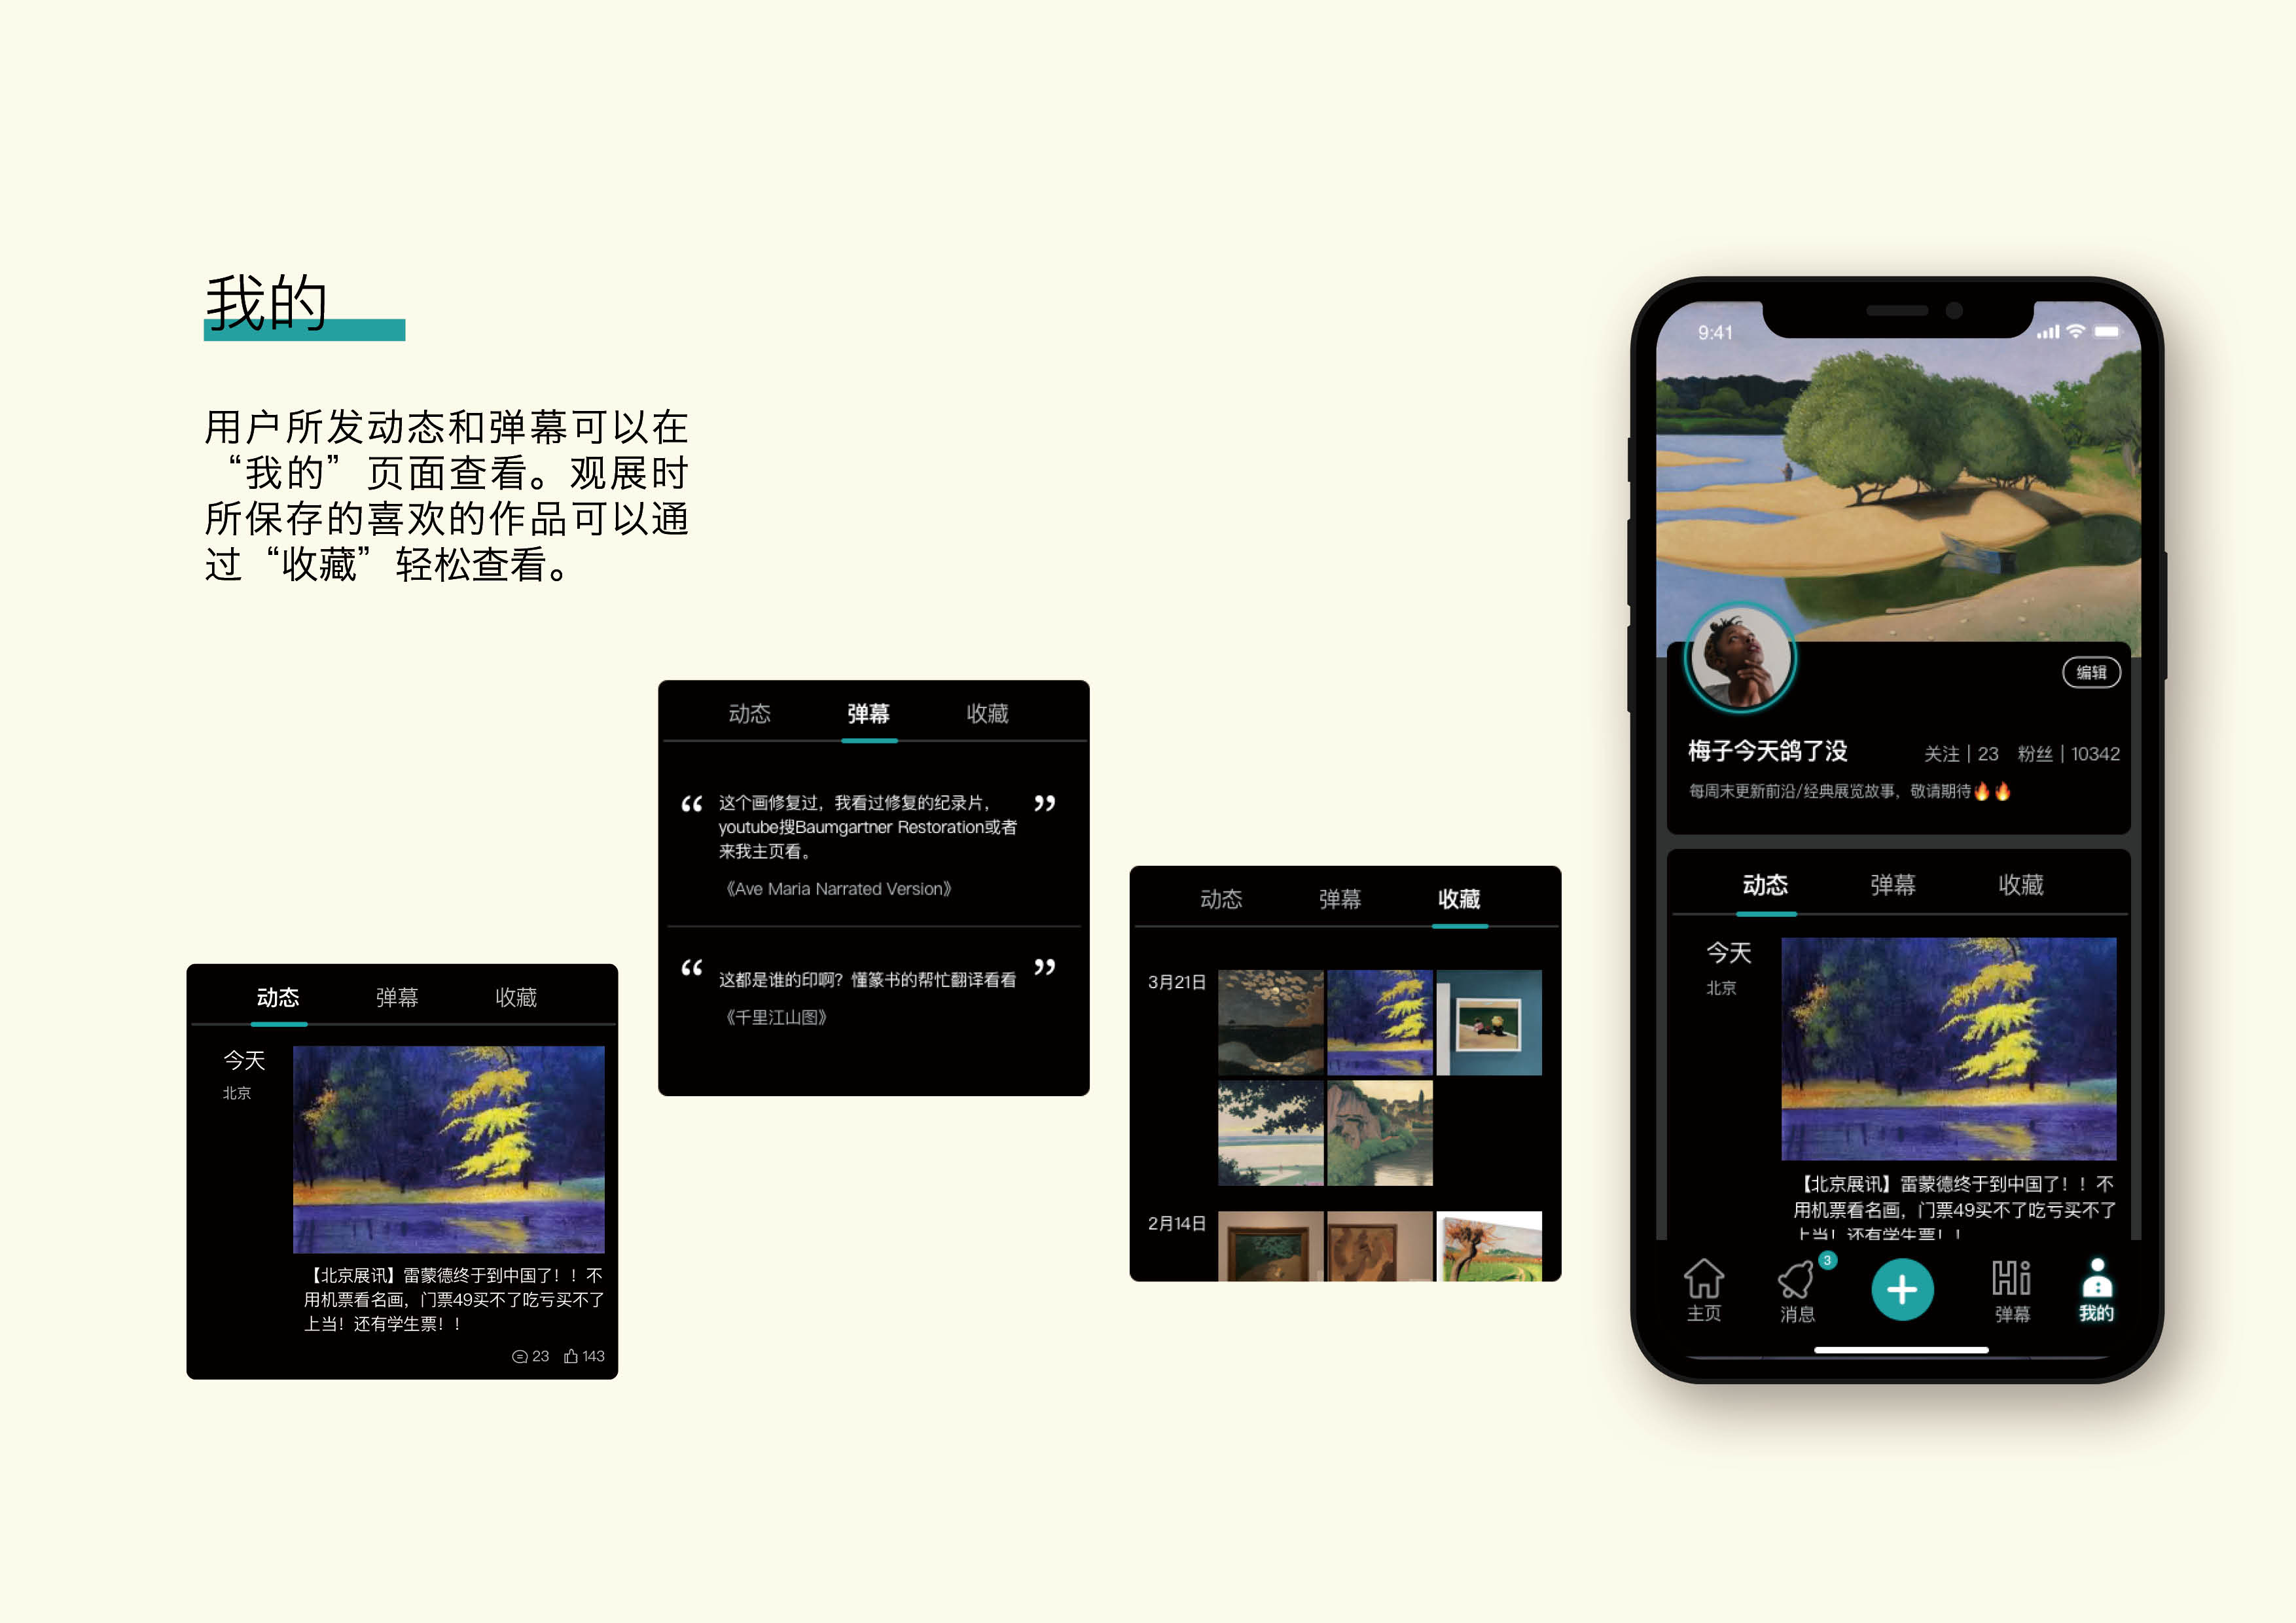 我的
用户所发动态和弹幕可以在
“我的”页面查看。观展时
所保存的喜欢的作品可以通
过“收藏”轻松查看。
动态 弹幕 收藏
今天
北京
【北京展讯】雷蒙德终于到中国了！！不
用机票看名画，门票49买不了吃亏买不了
上当！还有学生票！！
23 143
动态 弹幕 收藏
“ 这个画修复过，我看过修复的纪录片， ”
youtube搜Baumgartner Restoration或者
来我主页看。
《Ave Maria Narrated Version》
“ 这都是谁的印啊？懂篆书的帮忙翻译看看 ”
《千里江山图》
动态 弹幕 收藏
3月21日
2月14日
9:41
编辑
梅子今天鸽了没 关注｜23 粉丝｜10342
每周末更新前沿/经典展览故事，敬请期待🔥🔥
动态 弹幕 收藏
今天
北京
【北京展讯】雷蒙德终于到中国了！！不
用机票看名画，门票49买不了吃亏买不了
上当！还有学生票！！
3
Hi
主页 消息 弹幕 我的